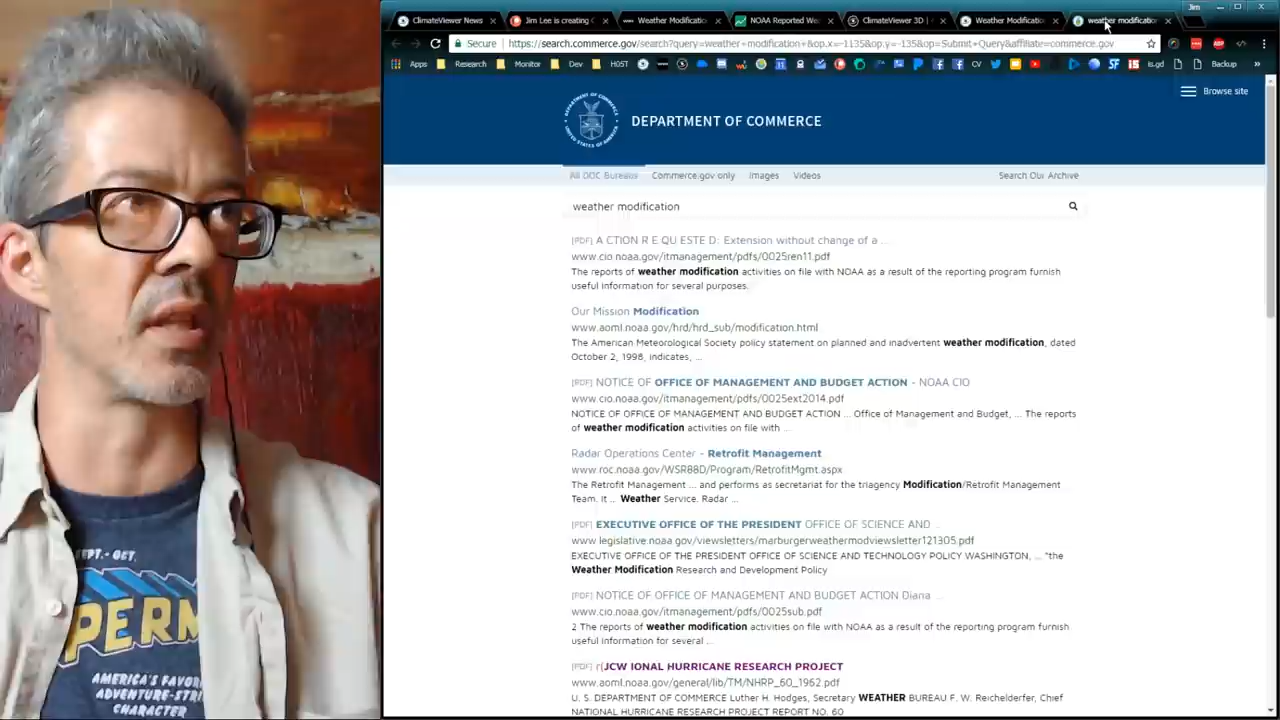 ClimateViewer News
Jim Lee is creating C
Weather Modificatio
NOAA Reported We
ClimateViewer 3D |
Weather Modificatio
weather modificatio
Jim
Secure
https://search.commerce.gov/search?query=weather+modification+&op.x=-1135&op.y=-135&op=Submit+Query&affiliate=commerce.gov
Apps
Research
Monitor
Dev
H0ST
CV
is.gd
Backup
»
Browse site
DEPARTMENT OF COMMERCE
All DOC Bureaus
Commerce.gov only
Images
Videos
Search Our Archive
weather modification
[PDF] A CTION R E QU ESTE D: Extension without change of a ...
www.cio.noaa.gov/itmanagement/pdfs/0025ren11.pdf
The reports of weather modification activities on file with NOAA as a result of the reporting program furnish
useful information for several purposes.
Our Mission Modification
www.aoml.noaa.gov/hrd/hrd_sub/modification.html
The American Meteorological Society policy statement on planned and inadvertent weather modification, dated
October 2, 1998, indicates, ...
[PDF] NOTICE OF OFFICE OF MANAGEMENT AND BUDGET ACTION - NOAA CIO
www.cio.noaa.gov/itmanagement/pdfs/0025ext2014.pdf
NOTICE OF OFFICE OF MANAGEMENT AND BUDGET ACTION ... Office of Management and Budget, ... The reports
of weather modification activities on file with ...
Radar Operations Center - Retrofit Management
www.roc.noaa.gov/WSR88D/Program/RetrofitMgmt.aspx
The Retrofit Management ... and performs as secretariat for the triagency Modification/Retrofit Management
Team. It ... Weather Service. Radar ...
[PDF] EXECUTIVE OFFICE OF THE PRESIDENT OFFICE OF SCIENCE AND ...
www.legislative.noaa.gov/viewsletters/marburgerweathermodviewsletter121305.pdf
EXECUTIVE OFFICE OF THE PRESIDENT OFFICE OF SCIENCE AND TECHNOLOGY POLICY WASHINGTON, ... "the
Weather Modification Research and Development Policy
[PDF] NOTICE OF OFFICE OF MANAGEMENT AND BUDGET ACTION Diana ...
www.cio.noaa.gov/itmanagement/pdfs/0025sub.pdf
2 The reports of weather modification activities on file with NOAA as a result of the reporting program furnish
useful information for several ...
[PDF] r(JCW IONAL HURRICANE RESEARCH PROJECT
www.aoml.noaa.gov/general/lib/TM/NHRP_60_1962.pdf
U. S. DEPARTMENT OF COMMERCE Luther H. Hodges, Secretary WEATHER BUREAU F. W. Reichelderfer, Chief
NATIONAL HURRICANE RESEARCH PROJECT REPORT NO. 60
SEPT. - OCT.
PERM
AMERICA'S FAVOR
ADVENTURE-STRI
CHARACTER